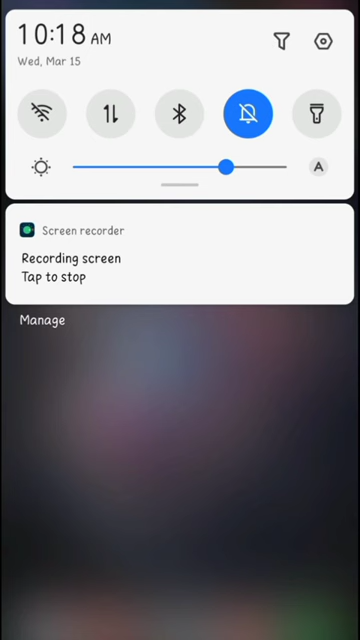 10:18 AM
Wed, Mar 15
A
Screen recorder
Recording screen
Tap to stop
Manage